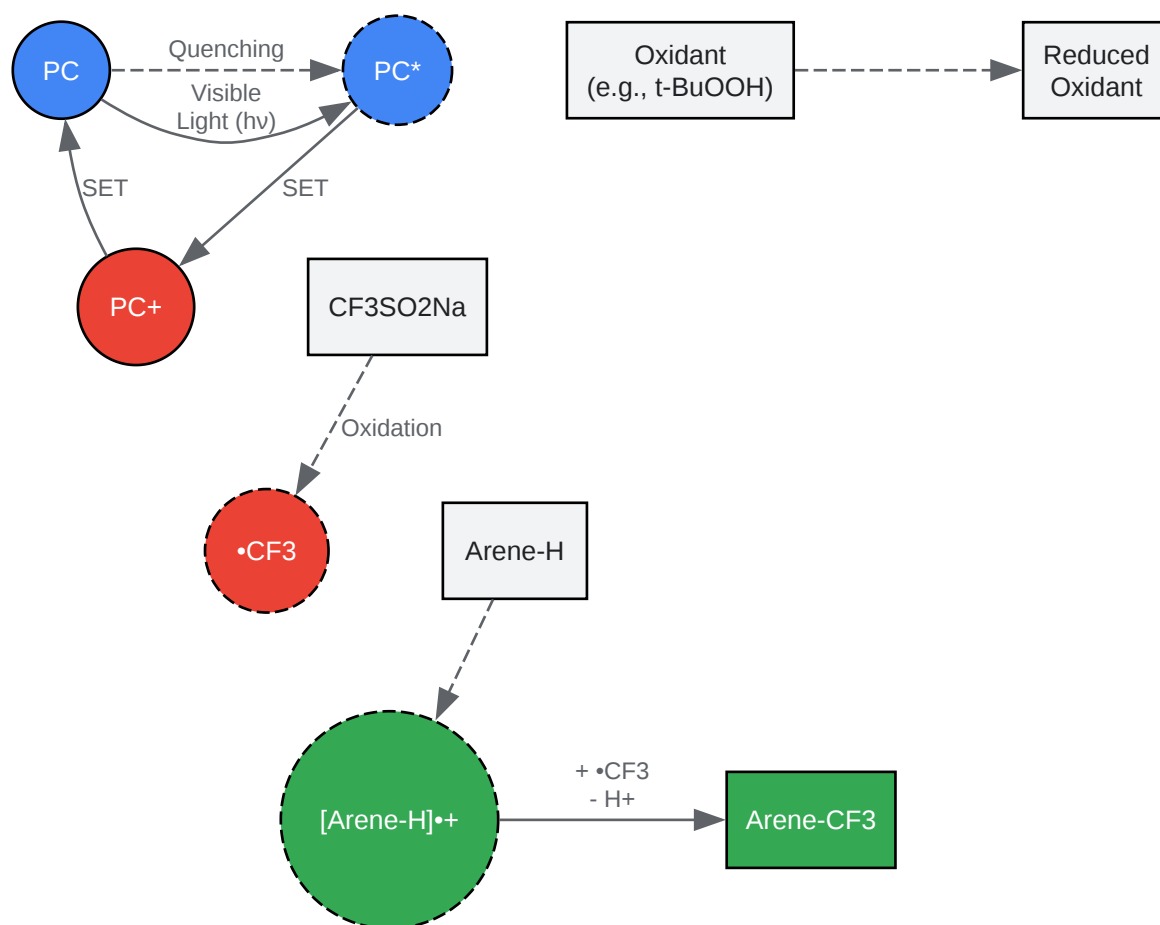 PC
Quenching
PC*
Visible
Light (hν)
Oxidant
(e.g., t-BuOOH)
Reduced
Oxidant
SET
SET
PC+
CF3SO2Na
Oxidation
•CF3
Arene-H
[Arene-H]•+
+ •CF3
- H+
Arene-CF3